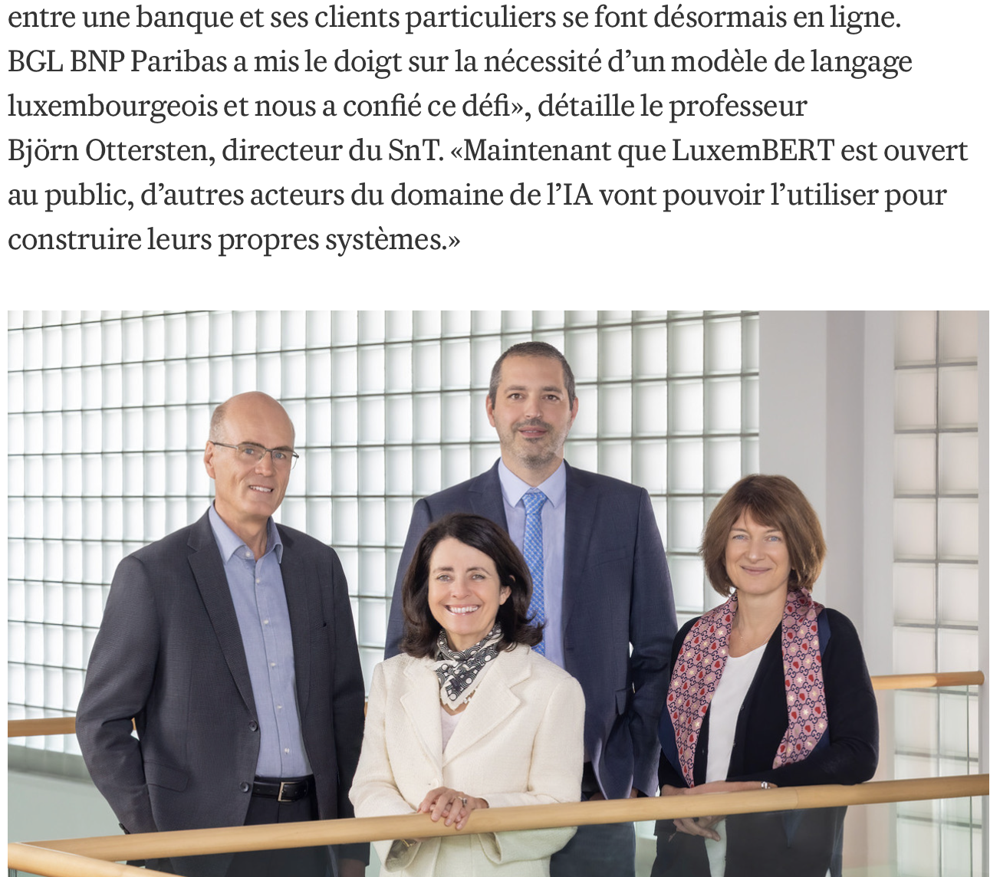 entre une banque et ses clients particuliers se font désormais en ligne.
BGL BNP Paribas a mis le doigt sur la nécessité d’un modèle de langage
luxembourgeois et nous a confié ce défi», détaille le professeur
Björn Ottersten, directeur du SnT. «Maintenant que LuxemBERT est ouvert
au public, d’autres acteurs du domaine de l’IA vont pouvoir l’utiliser pour
construire leurs propres systèmes.»